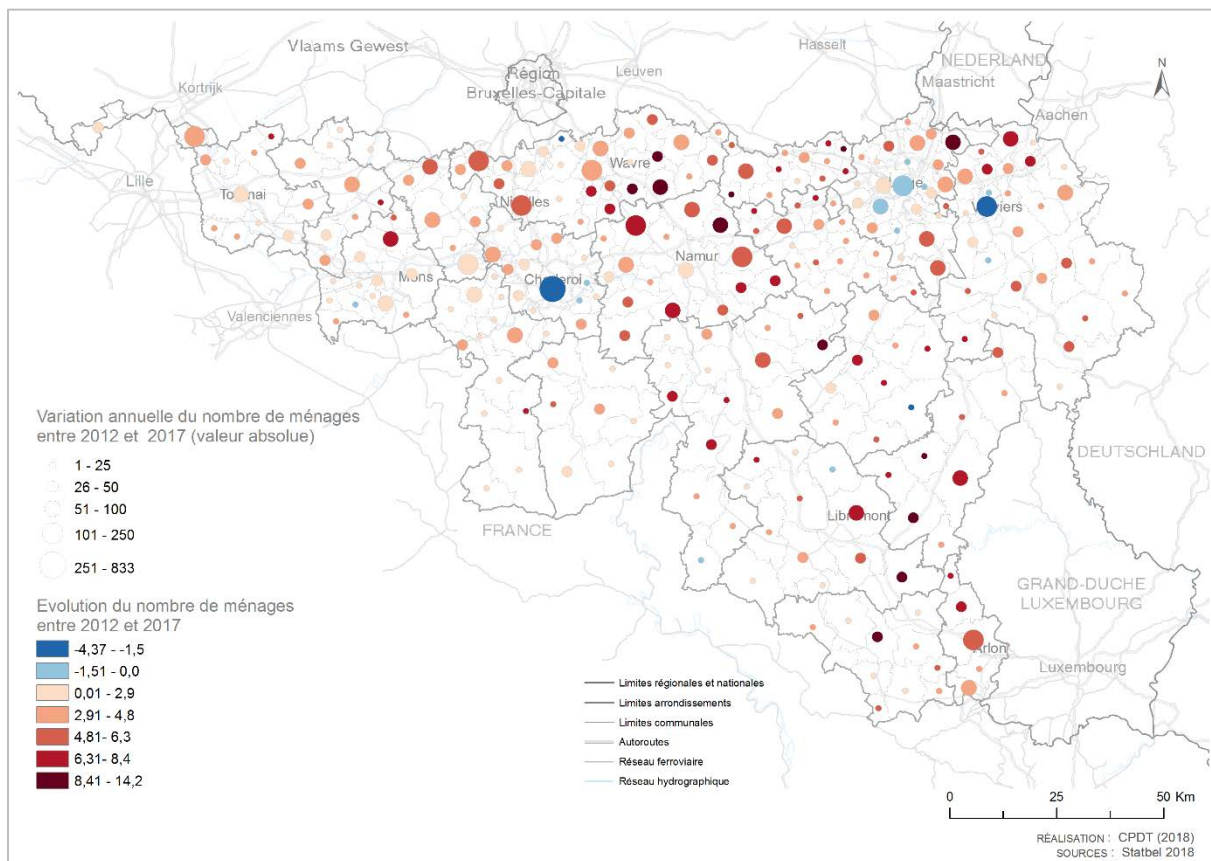 Vlaams Gewest
Hasselt
NEDERLAND
Maastricht
N
Kortrijk
Région
Bruxelles-Capitale
Leuven
Aachen
Lille
Wavre
Namur
Mons
Valenciennes
Variation annuelle du nombre de ménages
entre 2012 et 2017 (valeur absolue)
1 - 25
26 - 50
51 - 100
101 - 250
251 - 833
FRANCE
DEUTSCHLAND
Evolution du nombre de ménages
entre 2012 et 2017
-4,37 - -1,5
-1,51 - 0,0
0,01 - 2,9
2,91 - 4,8
4,81- 6,3
6,31- 8,4
8,41 - 14,2
GRAND-DUCHE
LUXEMBOURG
Arlon
Luxembourg
Limites régionales et nationales
Limites arrondissements
Limites communales
Autoroutes
Réseau ferroviaire
Réseau hydrographique
0 25 50 Km
RÉALISATION : CPDT (2018)
SOURCES : Statbel 2018